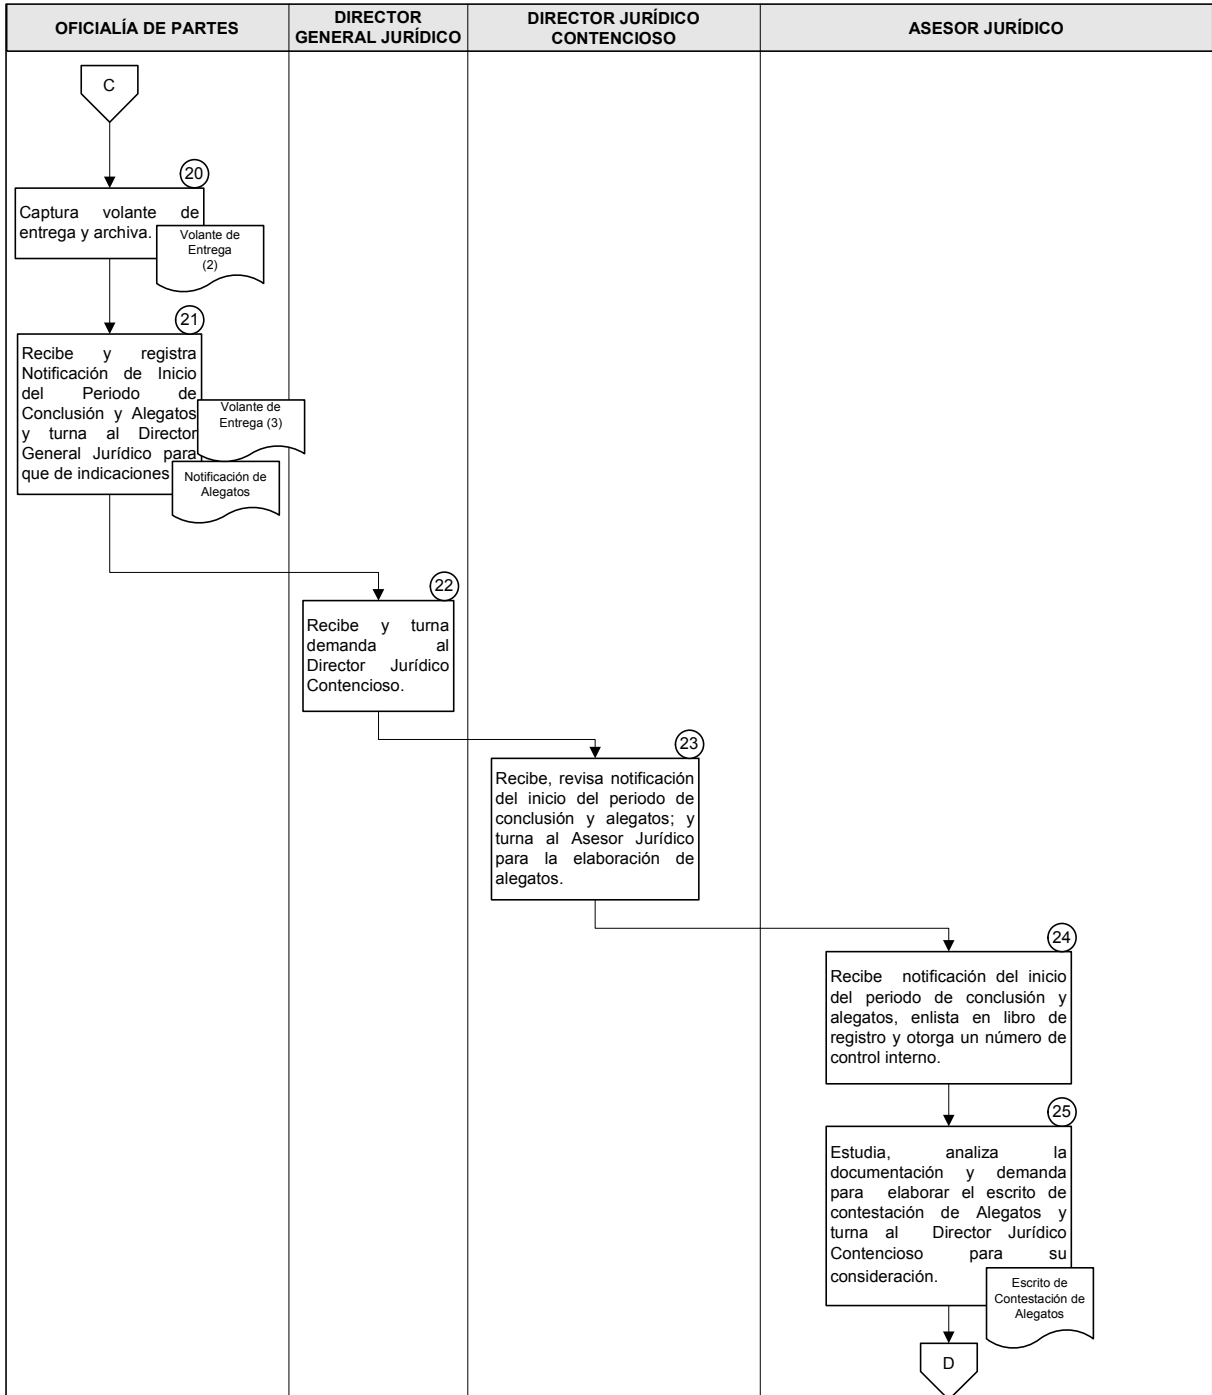 OFICIALÍA DE PARTES
DIRECTOR
GENERAL JURÍDICO
DIRECTOR JURÍDICO
CONTENCIOSO
ASESOR JURÍDICO
C
20
Captura volante de
entrega y archiva.
Volante de
Entrega
(2)
21
Recibe y registra
Notificación de Inicio
del Periodo de
Conclusión y Alegatos
y turna al Director
General Jurídico para
que de indicaciones
Volante de
Entrega (3)
Notificación de
Alegatos
22
Recibe y turna
demanda al
Director Jurídico
Contencioso.
23
Recibe, revisa notificación
del inicio del periodo de
conclusión y alegatos; y
turna al Asesor Jurídico
para la elaboración de
alegatos.
24
Recibe notificación del inicio
del periodo de conclusión y
alegatos, enlista en libro de
registro y otorga un número de
control interno.
25
Estudia, analiza la
documentación y demanda
para elaborar el escrito de
contestación de Alegatos y
turna al Director Jurídico
Contencioso para su
consideración.
Escrito de
Contestación de
Alegatos
D